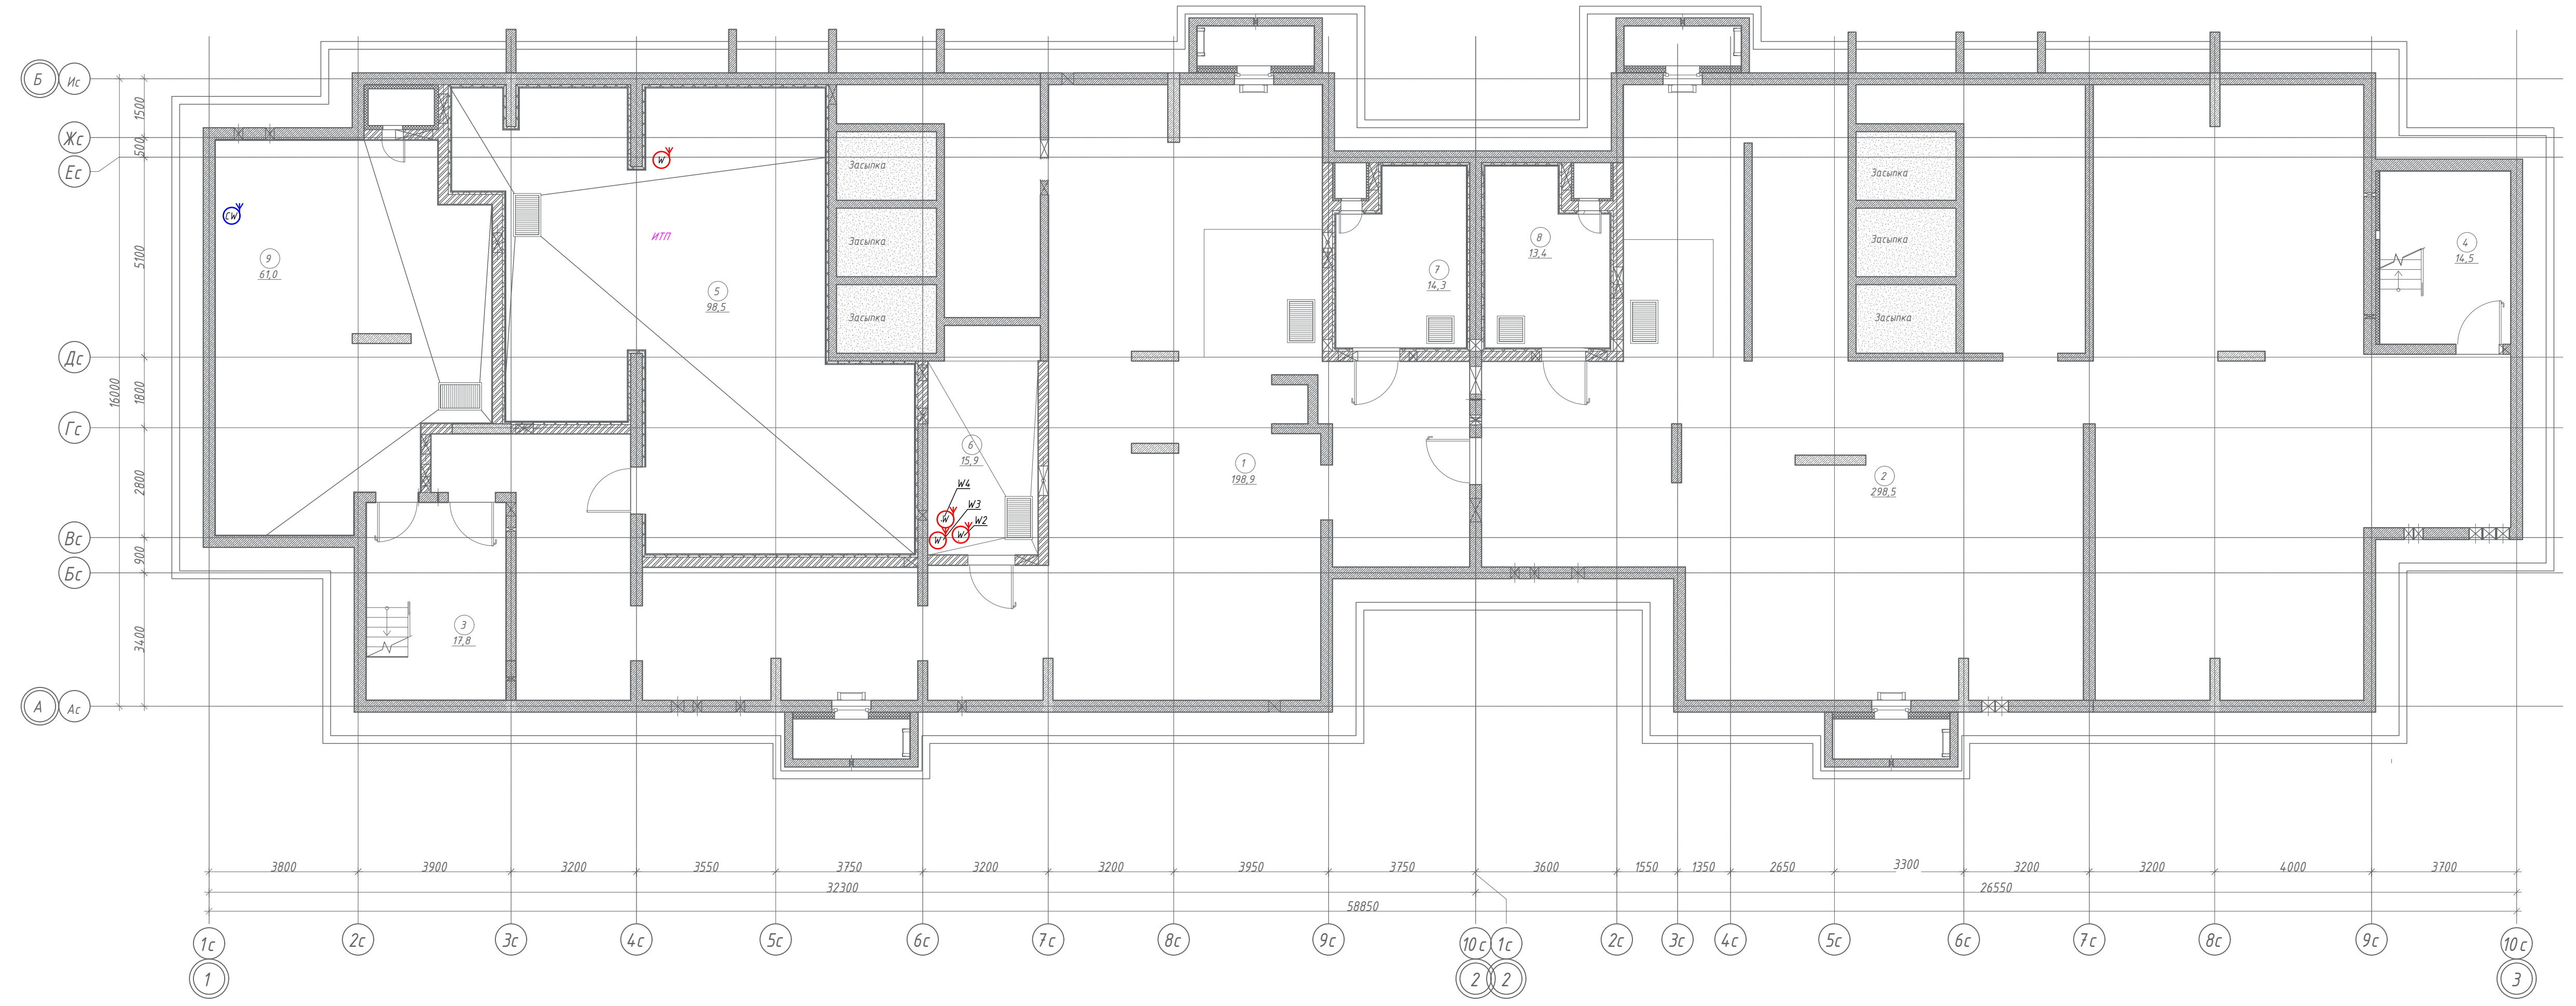 Б Ис
Жс
Ес
Дс
Гс
Вс
Бс
А Ас
1500
500
5100
1800
2800
900
3400
16000
Засыпка
Засыпка
Засыпка
Засыпка
Засыпка
Засыпка
W
CW
ИТП
9
61,0
5
98,5
7
14,3
8
13,4
4
14,5
6
15,9
1
198,9
2
298,5
3
17,8
W4
W3
W2
W
W
W
3800 3900 3200 3550 3750 3200 3200 3950 3750 3600 1550 1350 2650 3300 3200 3200 4000 3700
32300 26550
58850
1с 2с 3с 4с 5с 6с 7с 8с 9с 10с 1с 2с 3с 4с 5с 6с 7с 8с 9с 10с
1 2 2 3